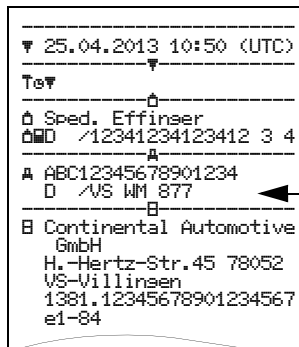 ▼ 25.04.2013 10:50 (UTC)
Sped. Effinger
D /12341234123412 3 4
ABC12345678901234
D /VS WM 877
Continental Automotive
GmbH
H.-Hertz-Str.45 78052
VS-Villingen
1381.12345678901234567
e1-84